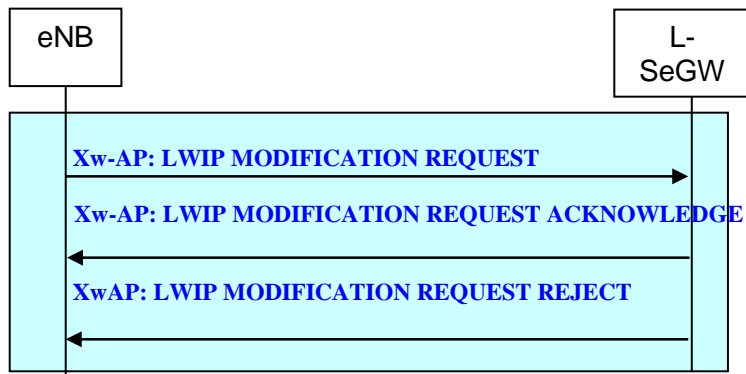 eNB
L-
SeGW
Xw-AP: LWIP MODIFICATION REQUEST
Xw-AP: LWIP MODIFICATION REQUEST ACKNOWLEDGE
XwAP: LWIP MODIFICATION REQUEST REJECT